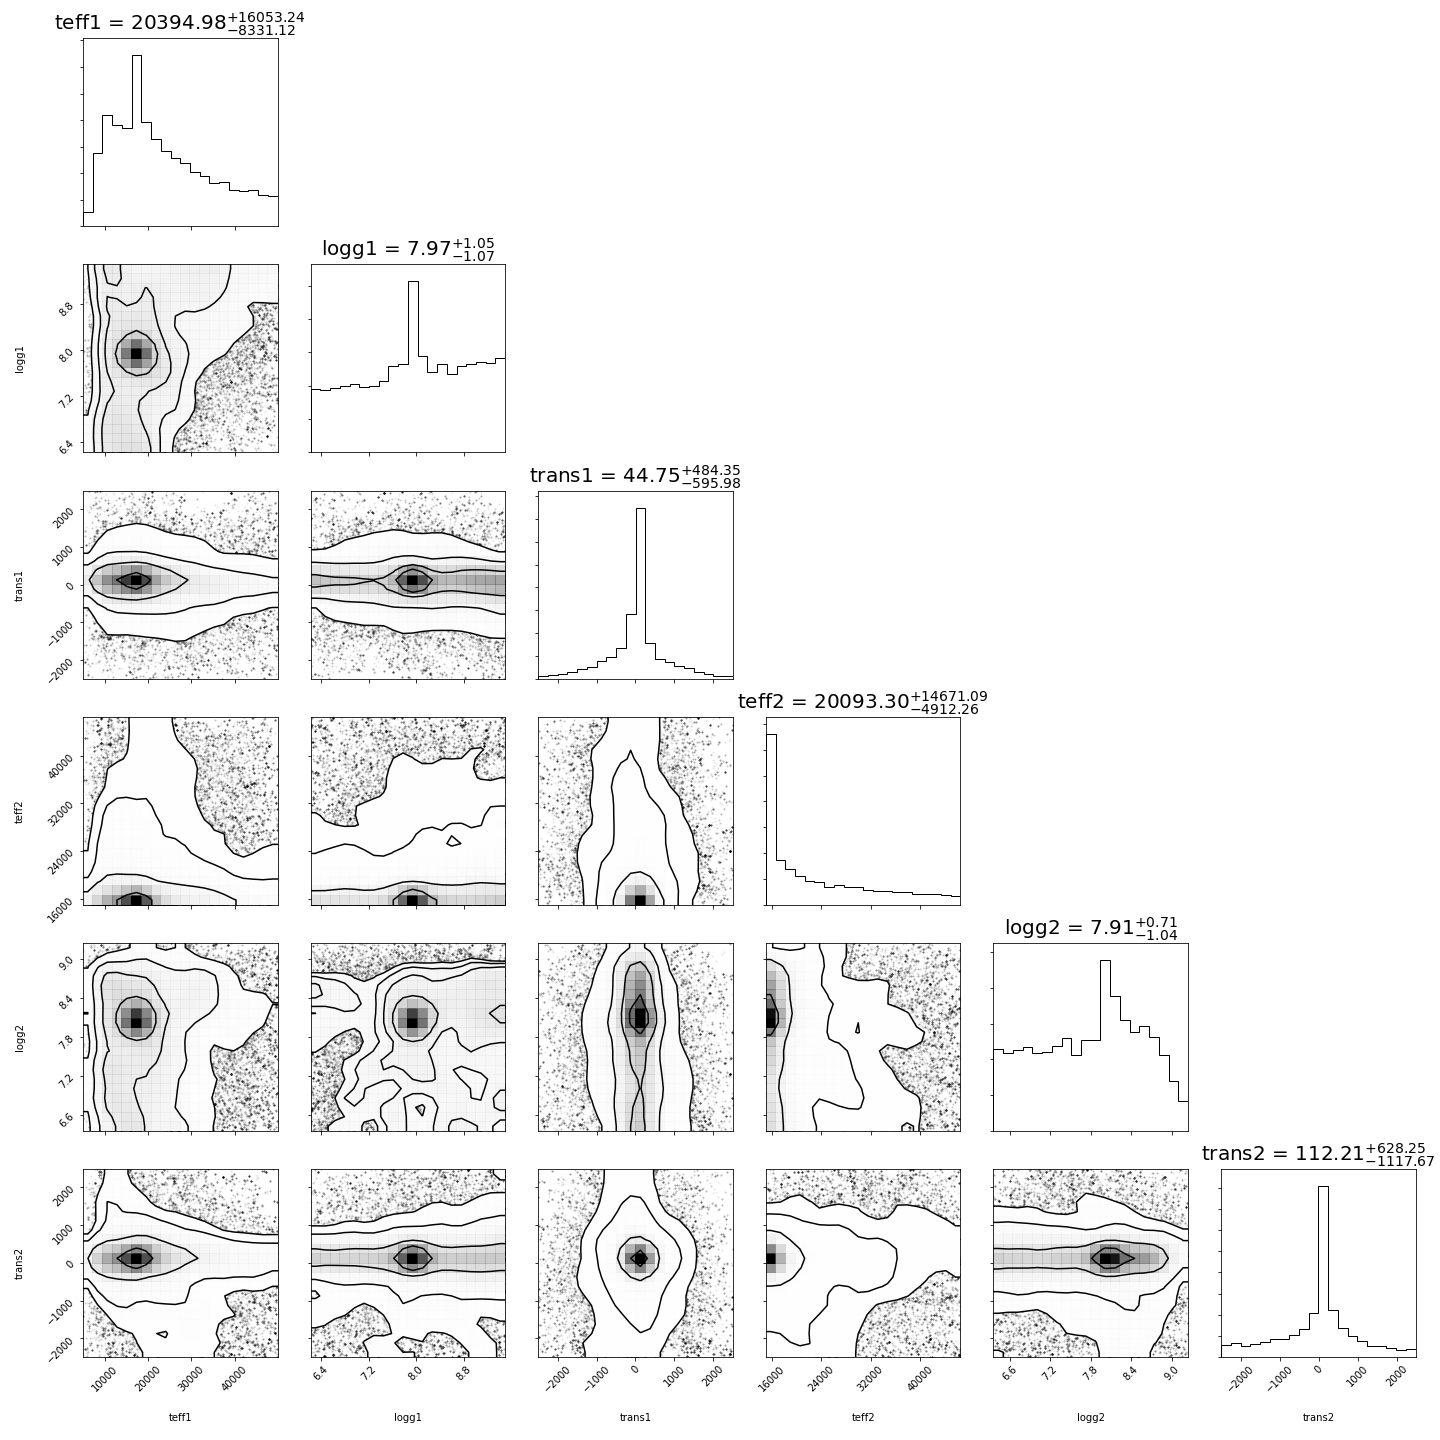 teff1 = 20394.98+16053.24 −8331.12
logg1 = 7.97+1.05 −1.07
8.8
8.0
7.2
6.4
logg1
trans1 = 44.75+484.35 −595.98
2000
1000
0
−1000
−2000
trans1
teff2 = 20093.30+14671.09 −4912.26
40000
32000
24000
16000
teff2
logg2 = 7.91+0.71 −1.04
9.0
8.4
7.8
7.2
6.6
logg2
trans2 = 112.21+628.25 −1117.67
2000
1000
0
−1000
−2000
trans2
10000 20000 30000 40000
6.4 7.2 8.0 8.8
−2000 −1000 0 1000 2000
16000 24000 32000 40000
6.6 7.2 7.8 8.4 9.0
−2000 −1000 0 1000 2000
teff1 logg1 trans1 teff2 logg2 trans2